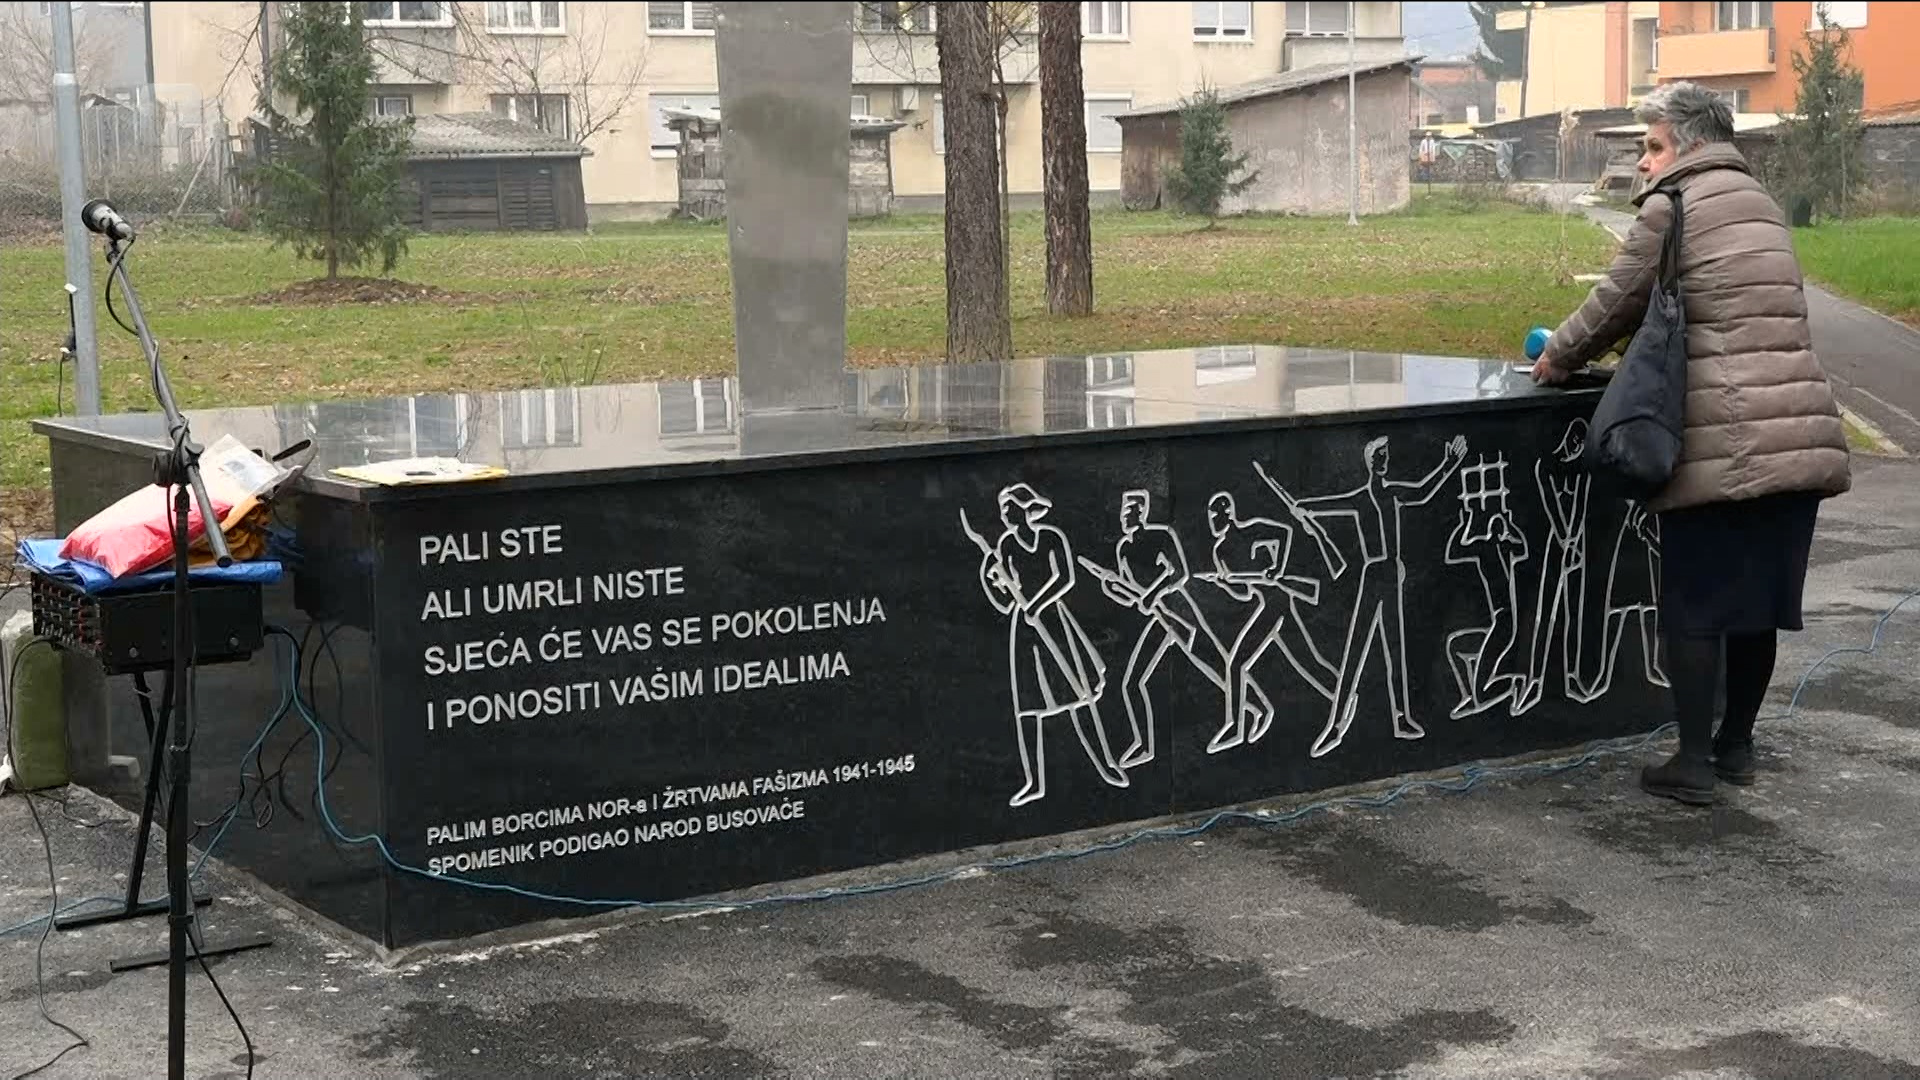 PALI STE
ALI UMRLI NISTE
SJEĆA ĆE VAS SE POKOLENJA
I PONOSITI VAŠIM IDEALIMA
PALIM BORCIMA NOR-a I ŽRTVAMA FAŠIZMA 1941-1945
SPOMENIK PODIGAO NAROD BUSOVAČE